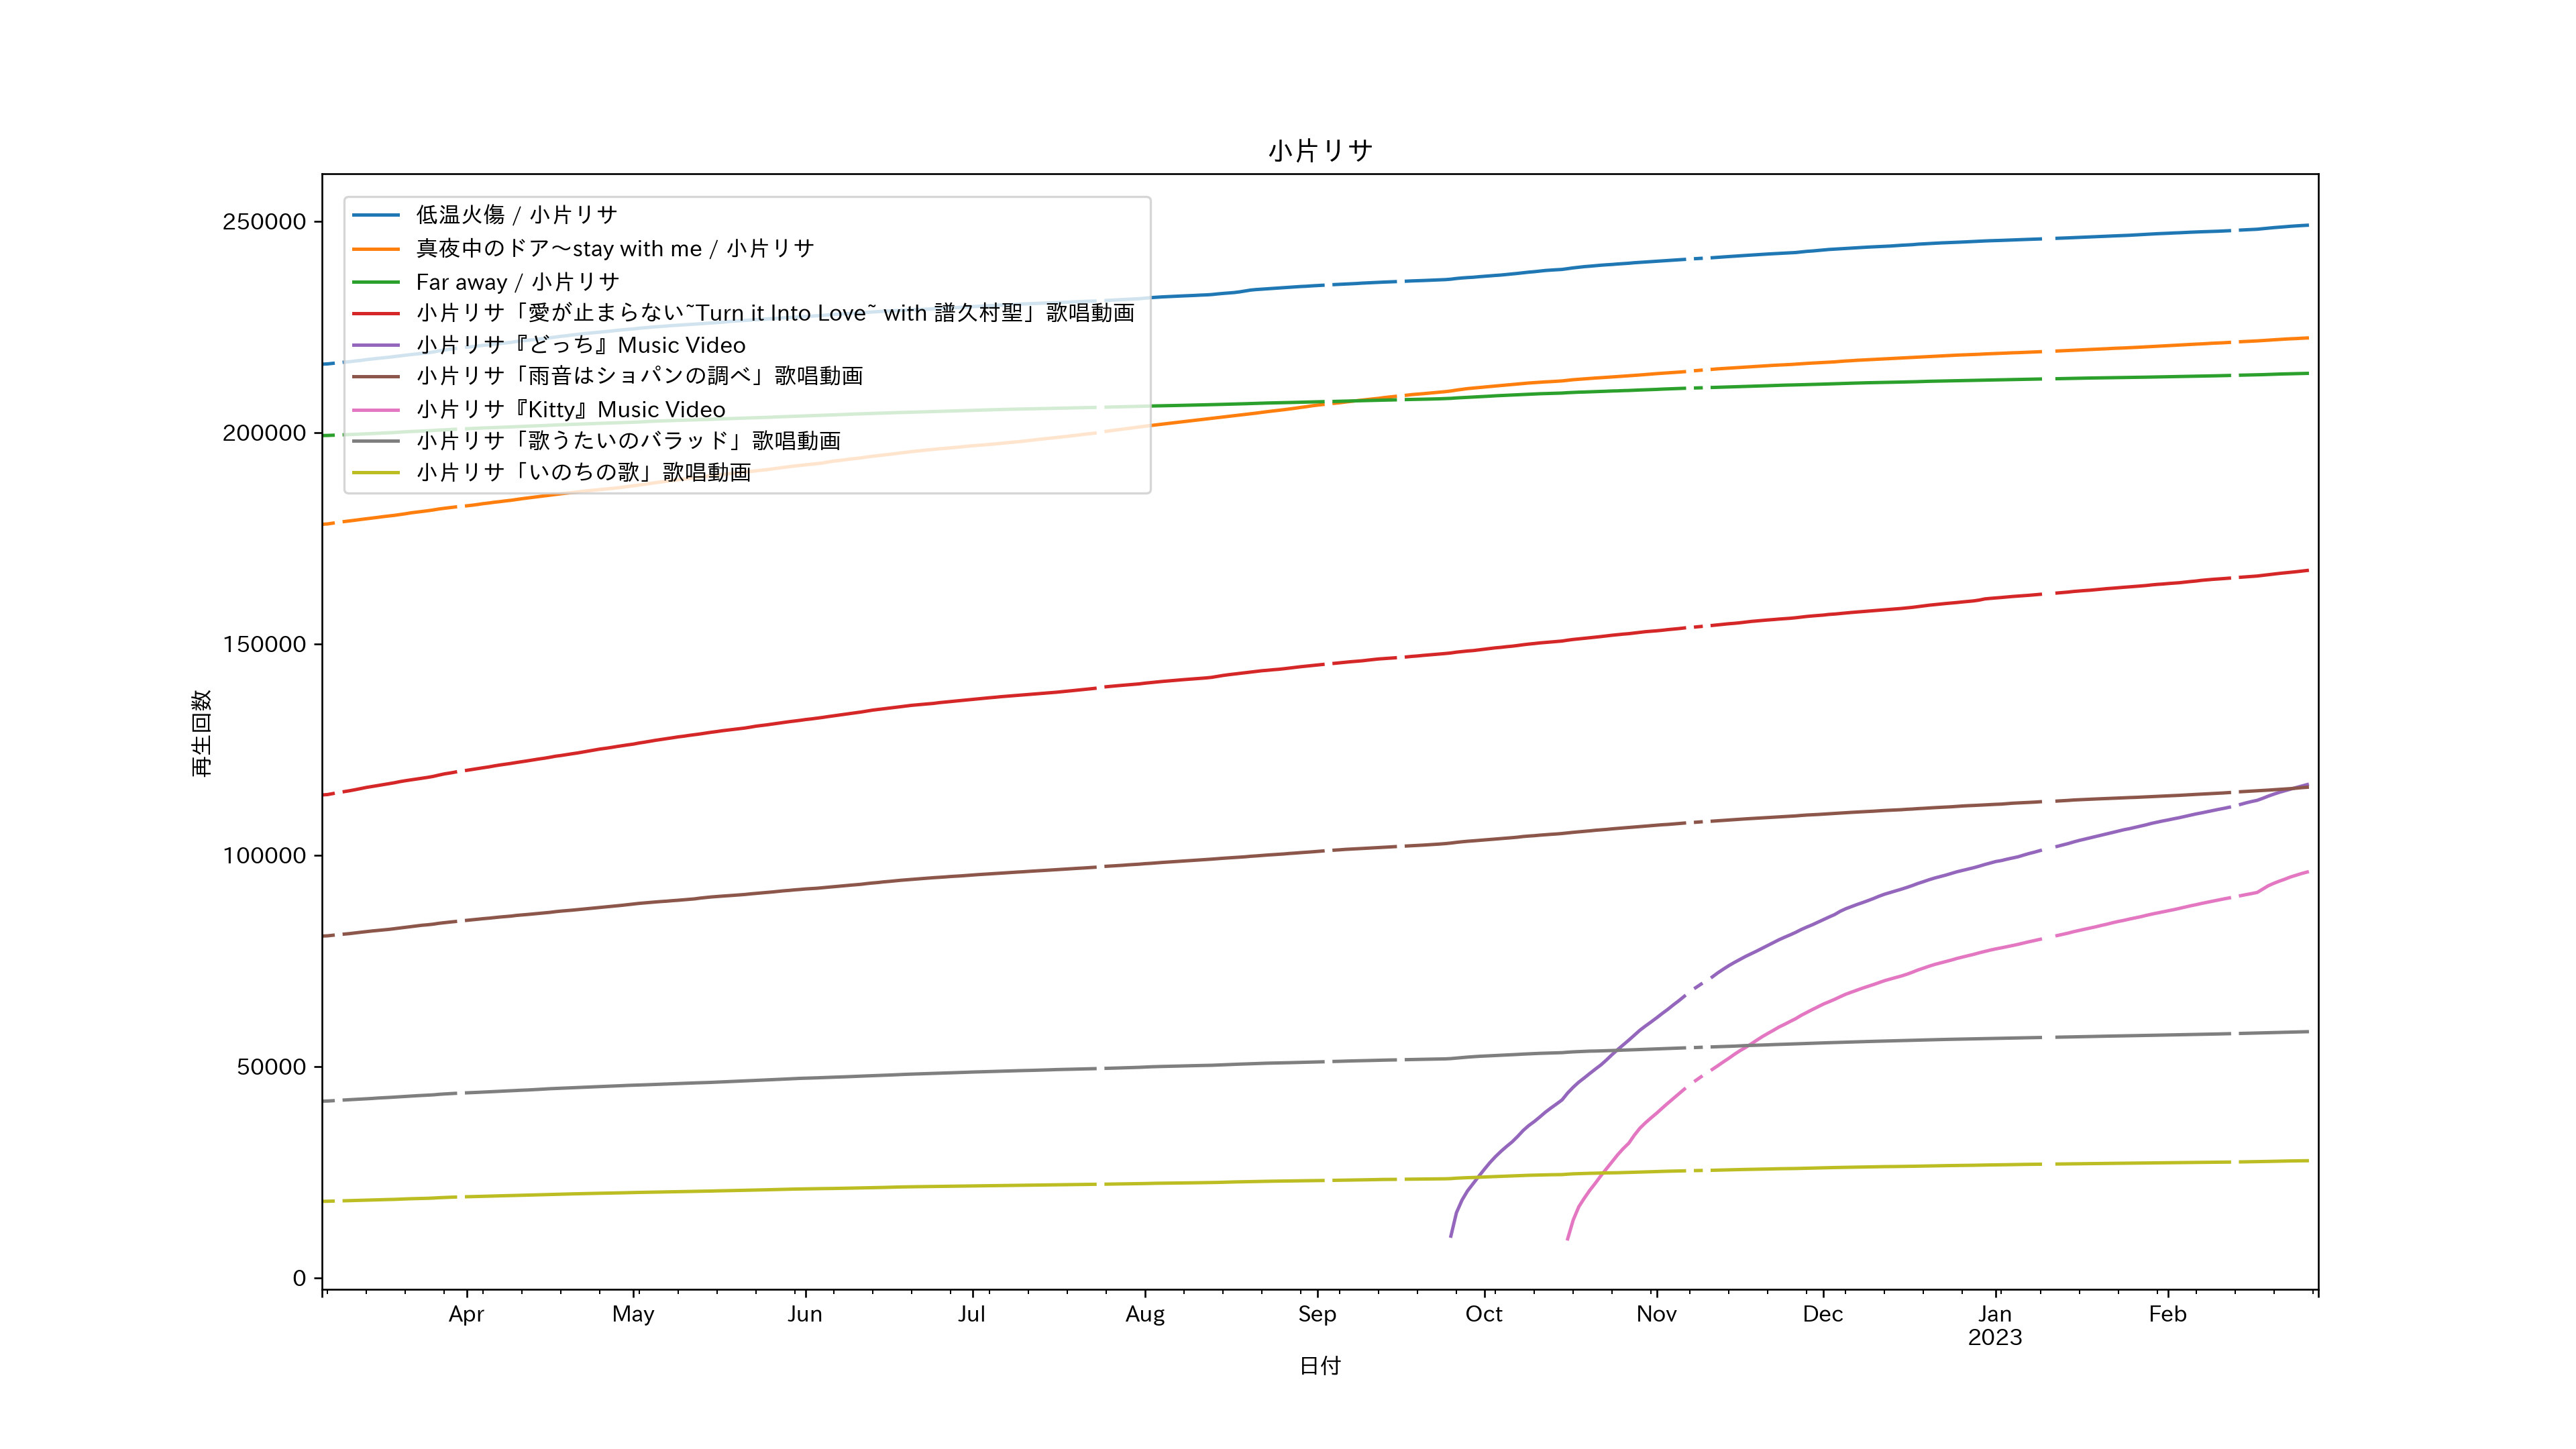 小片リサ
低温火傷 / 小片リサ
真夜中のドア〜stay with me / 小片リサ
Far away / 小片リサ
小片リサ「愛が止まらない~Turn it Into Love~ with 譜久村聖」歌唱動画
小片リサ『どっち』Music Video
小片リサ「雨音はショパンの調べ」歌唱動画
小片リサ『Kitty』Music Video
小片リサ「歌うたいのバラッド」歌唱動画
小片リサ「いのちの歌」歌唱動画
250000
200000
150000
100000
50000
0
再生回数
Apr May Jun Jul Aug Sep Oct Nov Dec Jan Feb
2023
日付